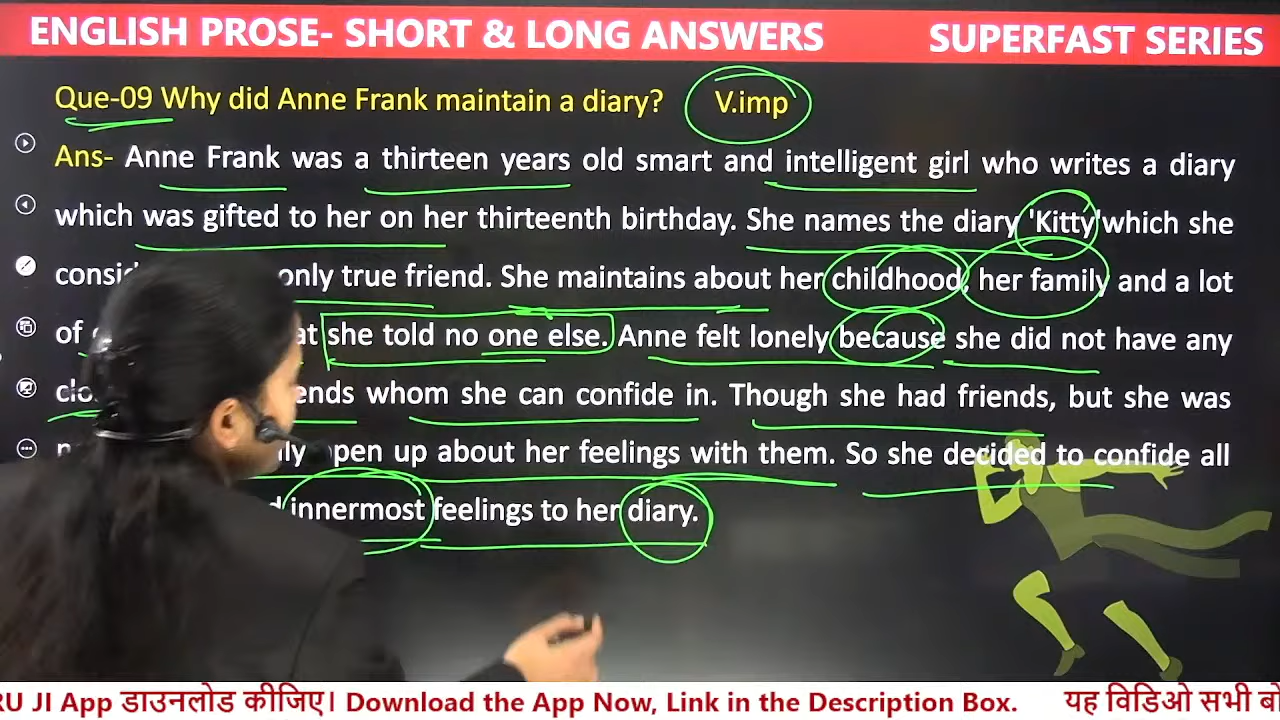 ENGLISH PROSE- SHORT & LONG ANSWERS SUPERFAST SERIES
Que-09 Why did Anne Frank maintain a diary? V.imp
Ans- Anne Frank was a thirteen years old smart and intelligent girl who writes a diary
which was gifted to her on her thirteenth birthday. She names the diary 'Kitty'which she
only true friend. She maintains about her childhood, her family and a lot
of she told no one else. Anne felt lonely because she did not have any
whom she can confide in. Though she had friends, but she was
open up about her feelings with them. So she decided to confide all
innermost feelings to her diary.
RU JI App डाउनलोड कीजिए। Download the App Now, Link in the Description Box. यह विडिओ सभी